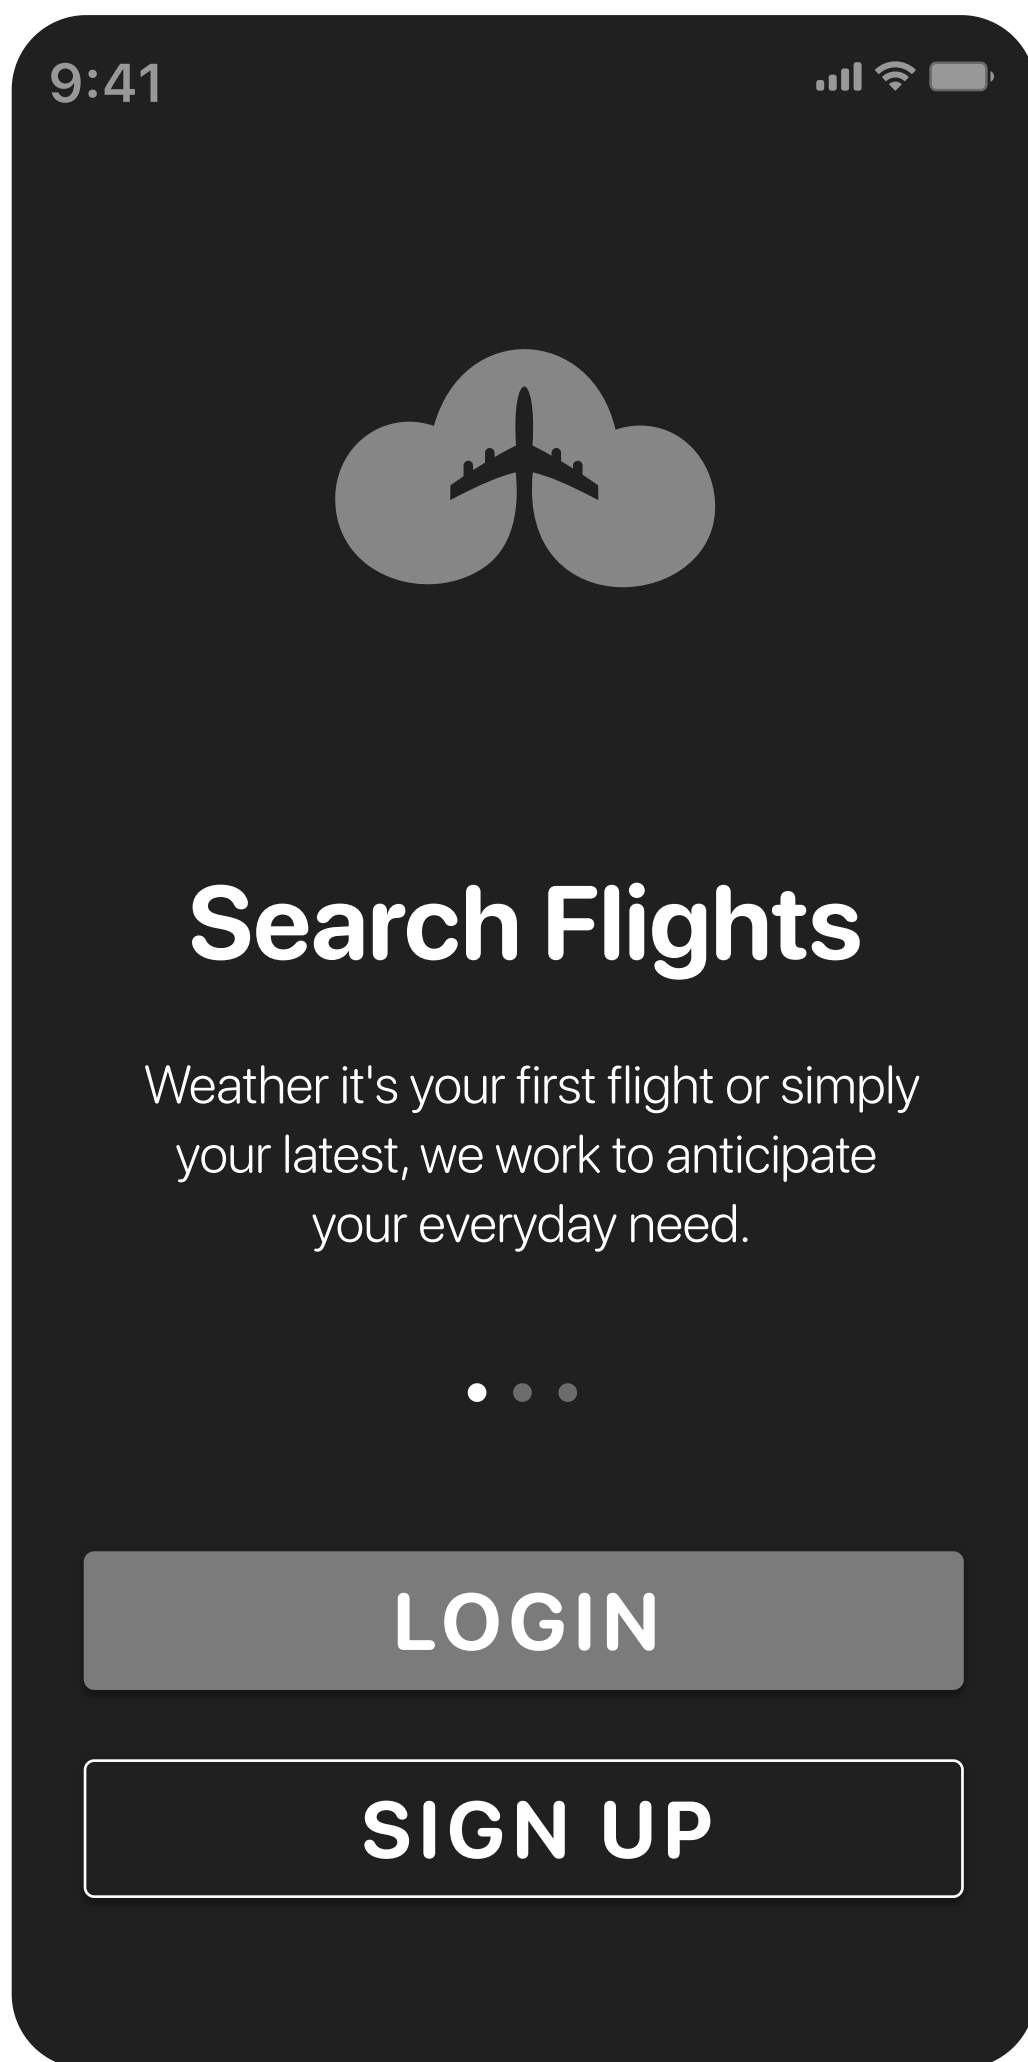 9:41
Search Flights
Weather it's your first flight or simply
your latest, we work to anticipate
your everyday need.
LOGIN
SIGN UP